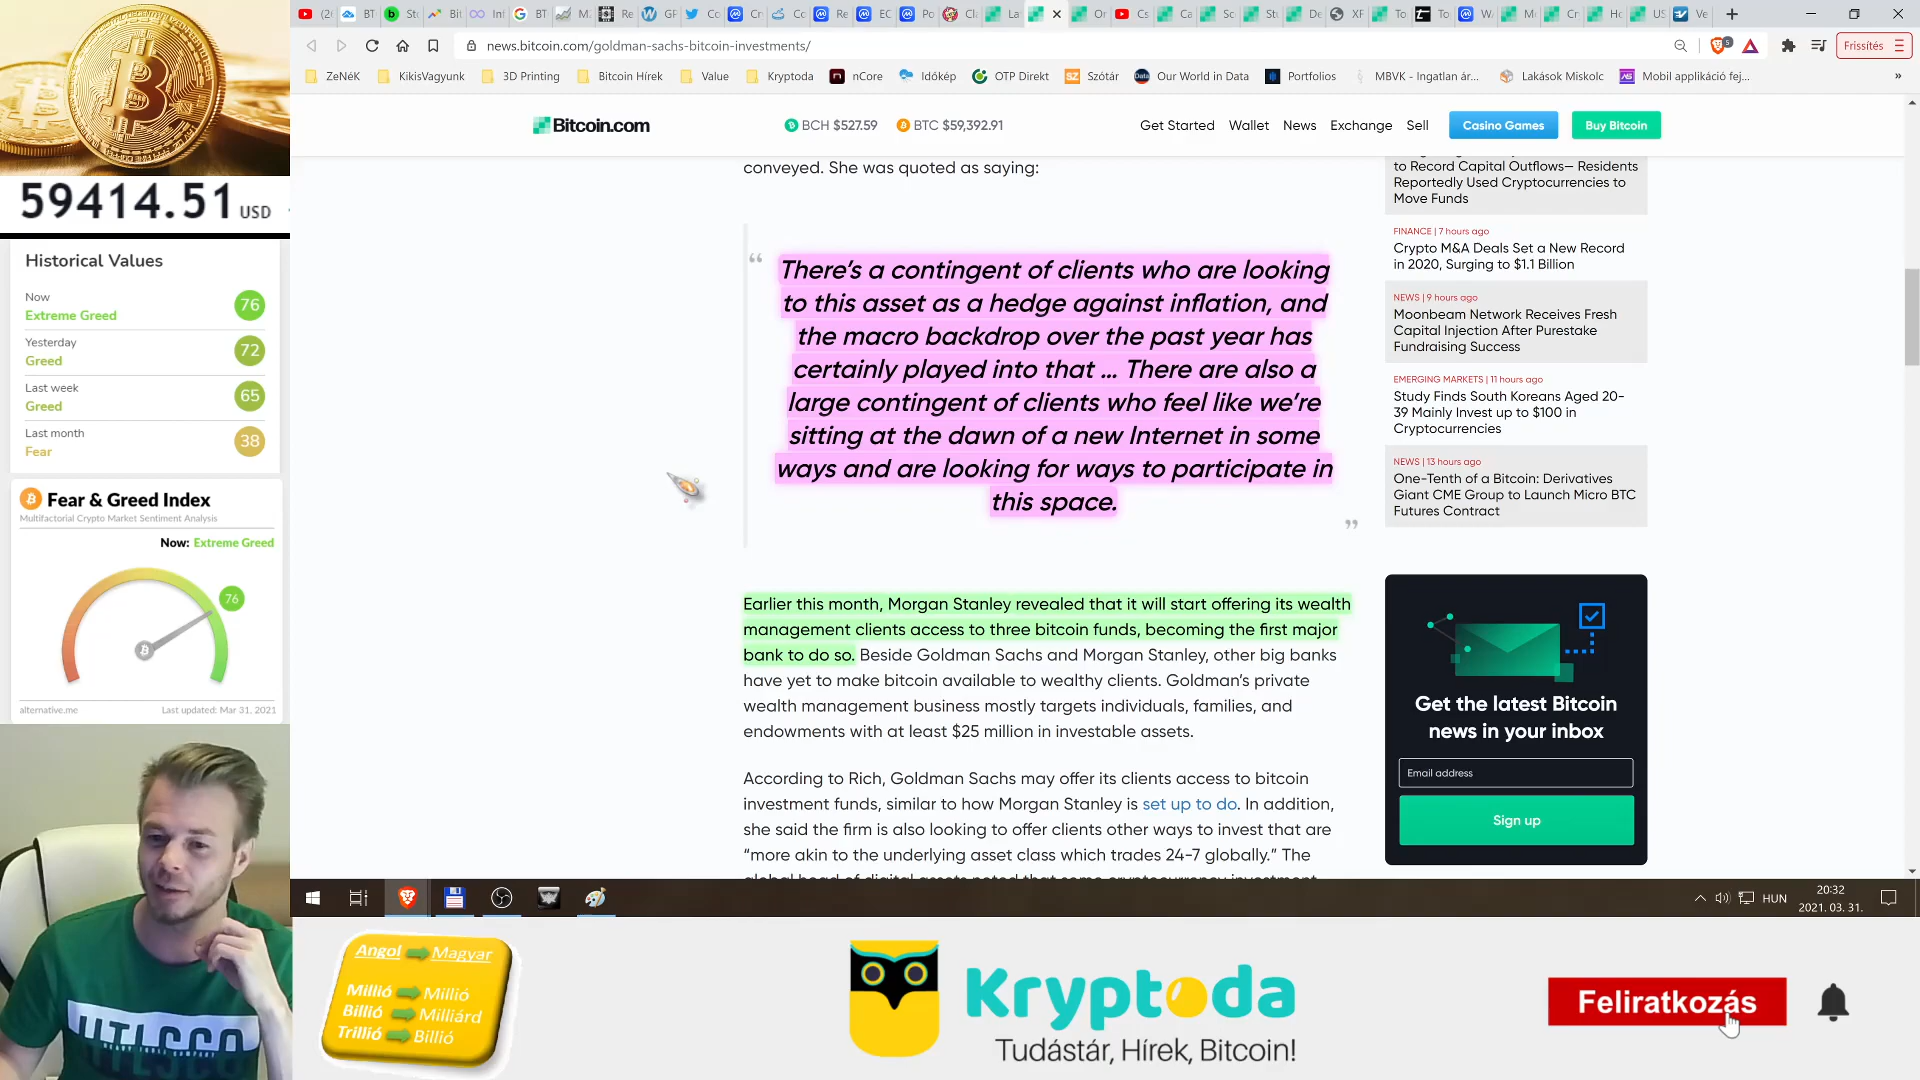 59414.51 USD
Historical Values
Now
Extreme Greed
76
Yesterday
Greed
72
Last week
Greed
65
Last month
Fear
38
Fear & Greed Index
Multifactorial Crypto Market Sentiment Analysis
Now: Extreme Greed
76
alternative.me
Last updated: Mar 31, 2021
news.bitcoin.com/goldman-sachs-bitcoin-investments/
Frissítés
ZeNéK
KikisVagyunk
3D Printing
Bitcoin Hírek
Value
Kryptoda
nCore
Időkép
OTP Direkt
Szótár
Our World in Data
Portfolios
MBVK - Ingatlan ár...
Lakások Miskolc
Mobil applikáció fej...
Bitcoin.com
BCH $527.59
BTC $59,392.91
Get Started
Wallet
News
Exchange
Sell
Casino Games
Buy Bitcoin
conveyed. She was quoted as saying:
“
There’s a contingent of clients who are looking
to this asset as a hedge against inflation, and
the macro backdrop over the past year has
certainly played into that … There are also a
large contingent of clients who feel like we’re
sitting at the dawn of a new Internet in some
ways and are looking for ways to participate in
this space.
”
Earlier this month, Morgan Stanley revealed that it will start offering its wealth
management clients access to three bitcoin funds, becoming the first major
bank to do so. Beside Goldman Sachs and Morgan Stanley, other big banks
have yet to make bitcoin available to wealthy clients. Goldman’s private
wealth management business mostly targets individuals, families, and
endowments with at least $25 million in investable assets.
According to Rich, Goldman Sachs may offer its clients access to bitcoin
investment funds, similar to how Morgan Stanley is set up to do. In addition,
she said the firm is also looking to offer clients other ways to invest that are
“more akin to the underlying asset class which trades 24-7 globally.” The
global head of digital assets noted that some cryptocurrency investment
to Record Capital Outflows— Residents
Reportedly Used Cryptocurrencies to
Move Funds
FINANCE | 7 hours ago
Crypto M&A Deals Set a New Record
in 2020, Surging to $1.1 Billion
NEWS | 9 hours ago
Moonbeam Network Receives Fresh
Capital Injection After Purestake
Fundraising Success
EMERGING MARKETS | 11 hours ago
Study Finds South Koreans Aged 20-
39 Mainly Invest up to $100 in
Cryptocurrencies
NEWS | 13 hours ago
One-Tenth of a Bitcoin: Derivatives
Giant CME Group to Launch Micro BTC
Futures Contract
Get the latest Bitcoin
news in your inbox
Email address
Sign up
HUN
20:32
2021. 03. 31.
Angol Magyar
Millió Millió
Billió Milliárd
Trillió Billió
Kryptoda
Tudástár, Hírek, Bitcoin!
Feliratkozás